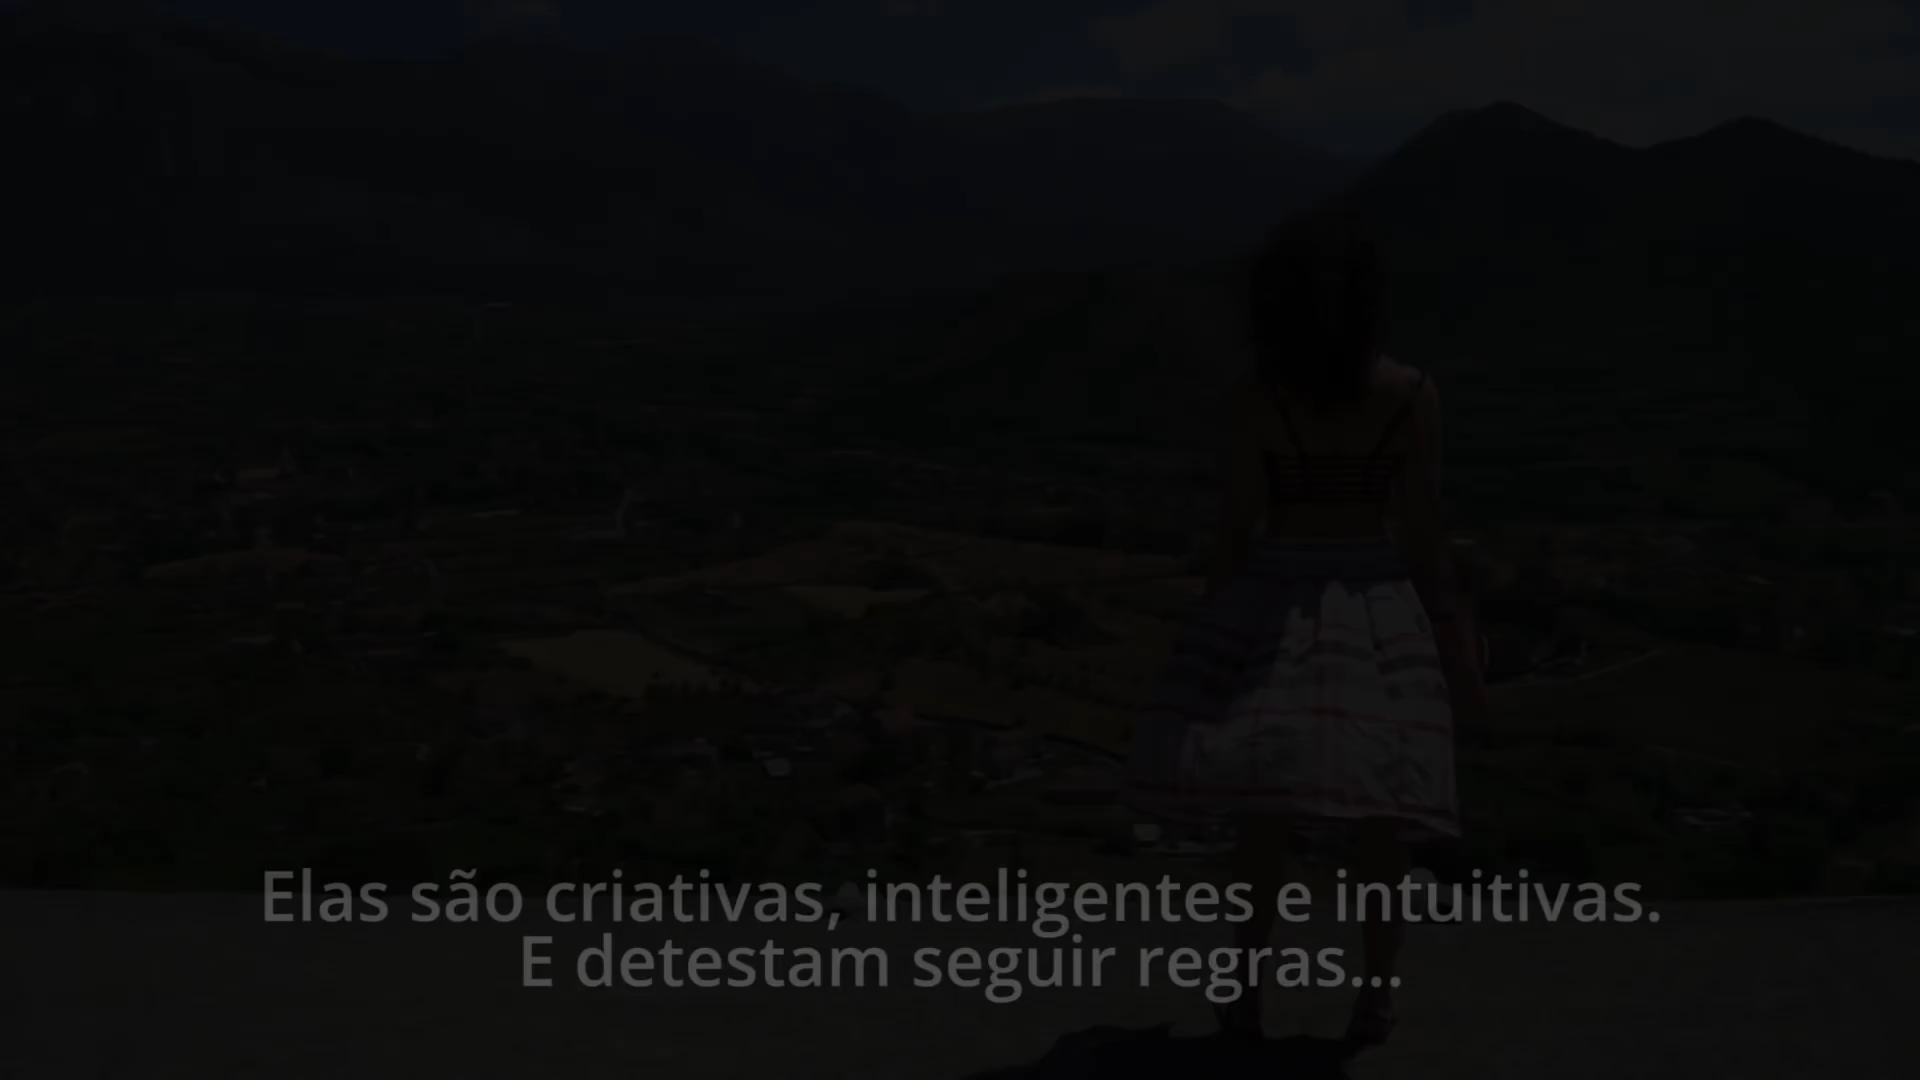 Elas são criativas, inteligentes e intuitivas.
E detestam seguir regras...